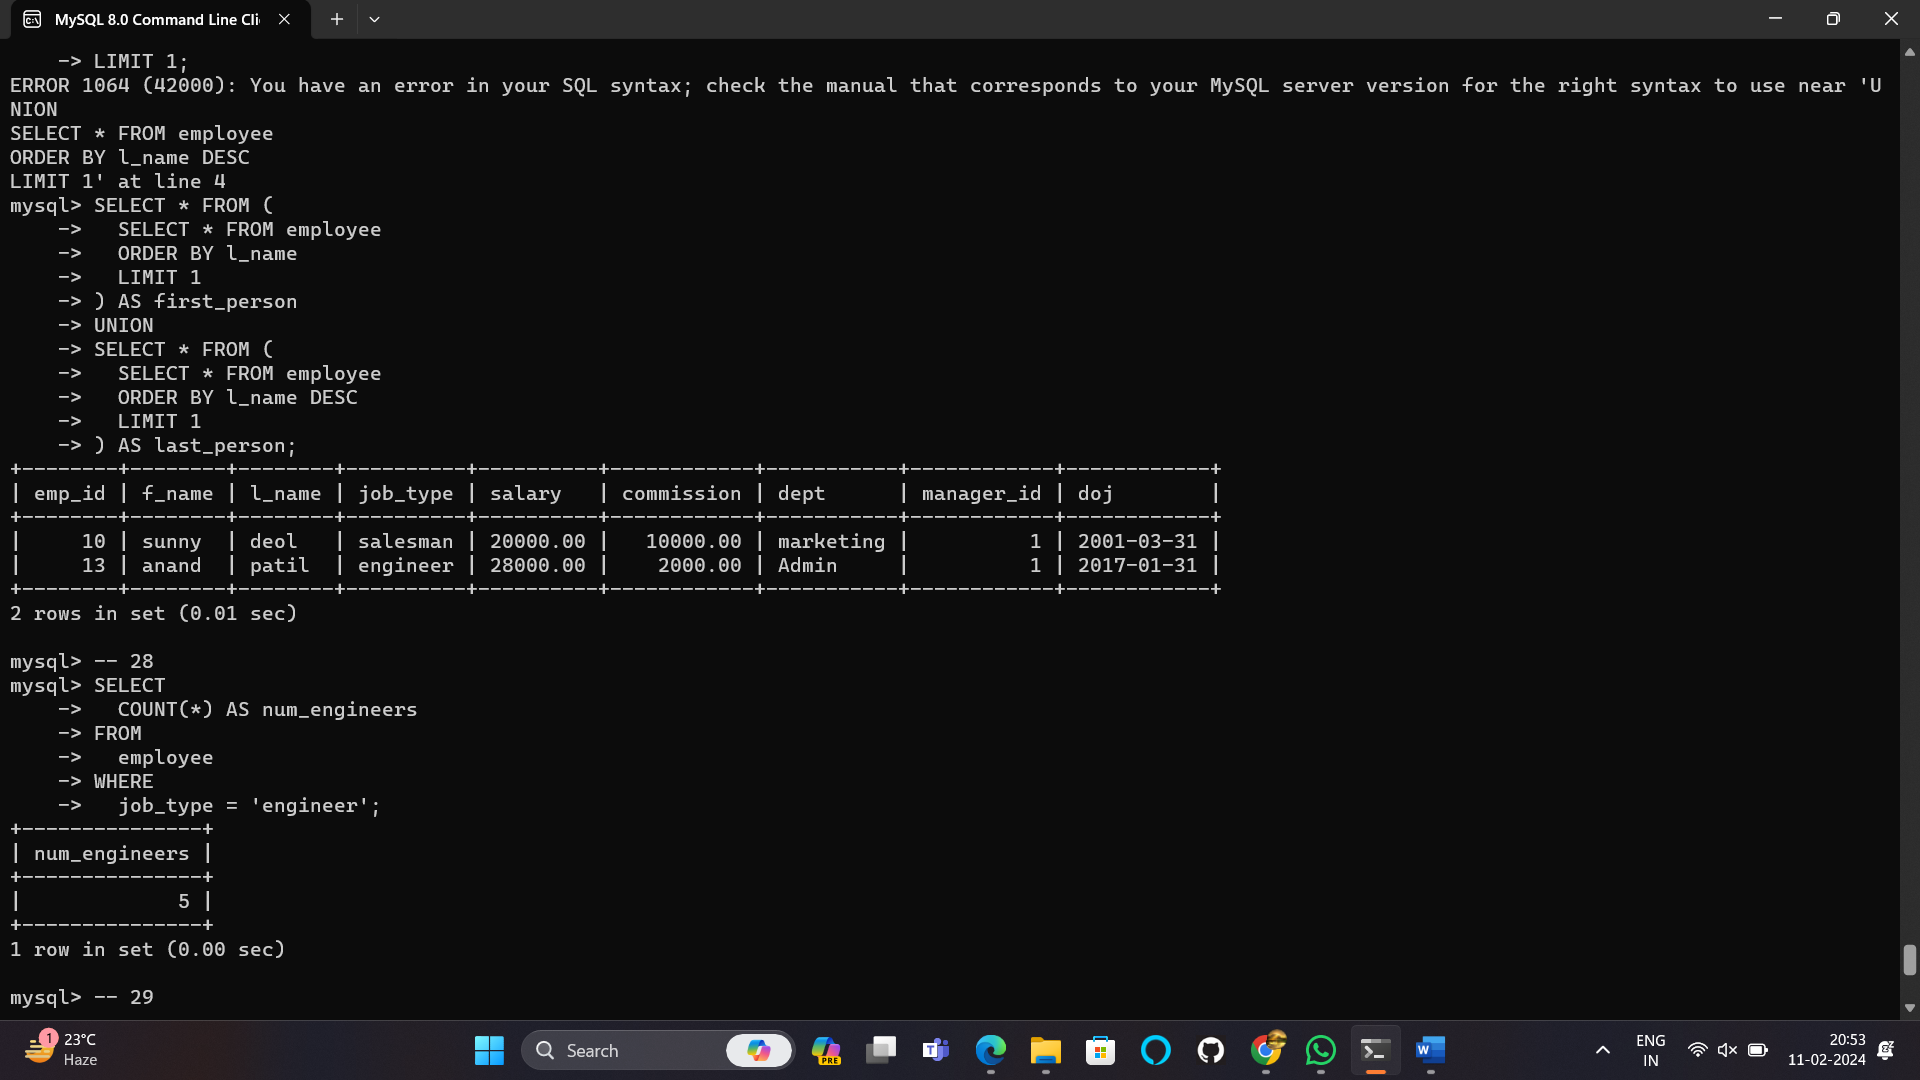 MySQL 8.0 Command Line Cli
    -> LIMIT 1;
ERROR 1064 (42000): You have an error in your SQL syntax; check the manual that corresponds to your MySQL server version for the right syntax to use near 'U
NION
SELECT * FROM employee
ORDER BY l_name DESC
LIMIT 1' at line 4
mysql> SELECT * FROM (
    ->   SELECT * FROM employee
    ->   ORDER BY l_name
    ->   LIMIT 1
    -> ) AS first_person
    -> UNION
    -> SELECT * FROM (
    ->   SELECT * FROM employee
    ->   ORDER BY l_name DESC
    ->   LIMIT 1
    -> ) AS last_person;
+--------+--------+--------+-----------+----------+------------+-----------+------------+------------+
| emp_id | f_name | l_name | job_type | salary   | commission | dept      | manager_id | doj        |
+--------+--------+--------+-----------+----------+------------+-----------+------------+------------+
|     10 | sunny  | deol   | salesman | 20000.00 |   10000.00 | marketing |          1 | 2001-03-31 |
|     13 | anand  | patil  | engineer | 28000.00 |    2000.00 | Admin     |          1 | 2017-01-31 |
+--------+--------+--------+-----------+----------+------------+-----------+------------+------------+
2 rows in set (0.01 sec)
mysql> -- 28
mysql> SELECT
    ->   COUNT(*) AS num_engineers
    -> FROM
    ->   employee
    -> WHERE
    ->   job_type = 'engineer';
+---------------+
| num_engineers |
+---------------+
|             5 |
+---------------+
1 row in set (0.00 sec)
mysql> -- 29
1
23°C
Haze
Search
PRE
ENG
IN
20:53
11-02-2024